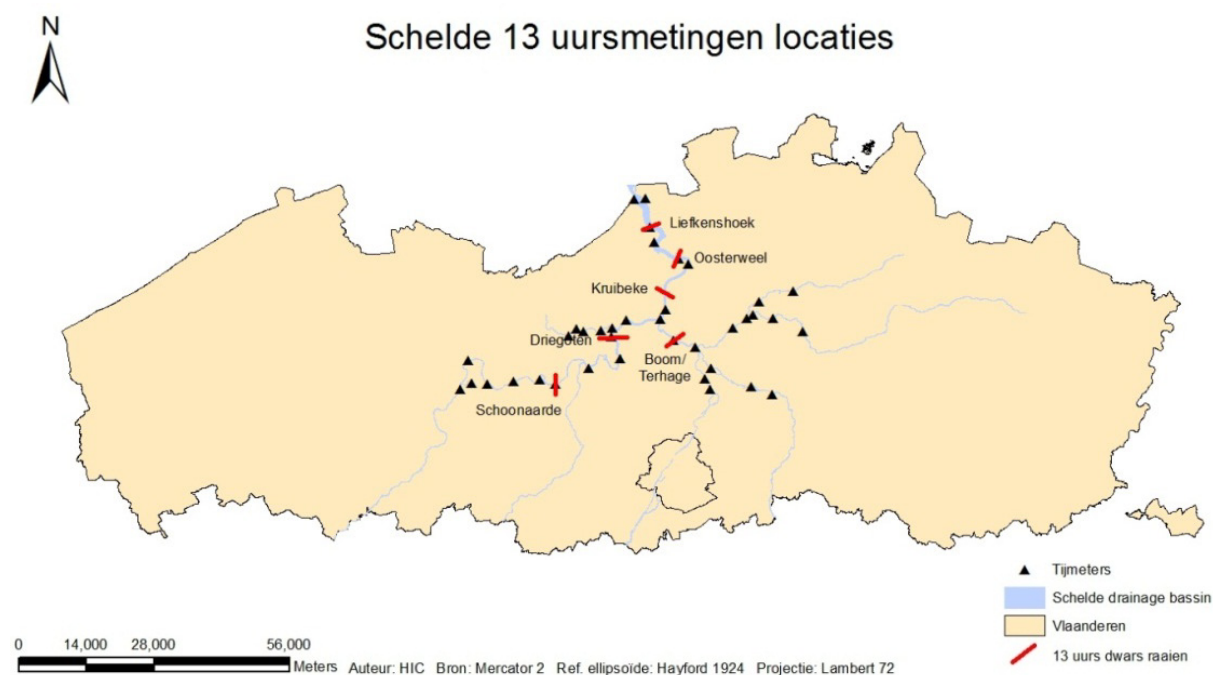 Schelde 13 uursmetingen locaties
N
Liefkenshoek
Oosterweel
Kruibeke
Driegoten
Boom/
Terhage
Schoonaarde
Tijmeters
Schelde drainage bassin
Vlaanderen
13 uurs dwars raaien
0 14,000 28,000 56,000
Meters Auteur: HIC Bron: Mercator 2 Ref. ellipsoïde: Hayford 1924 Projectie: Lambert 72